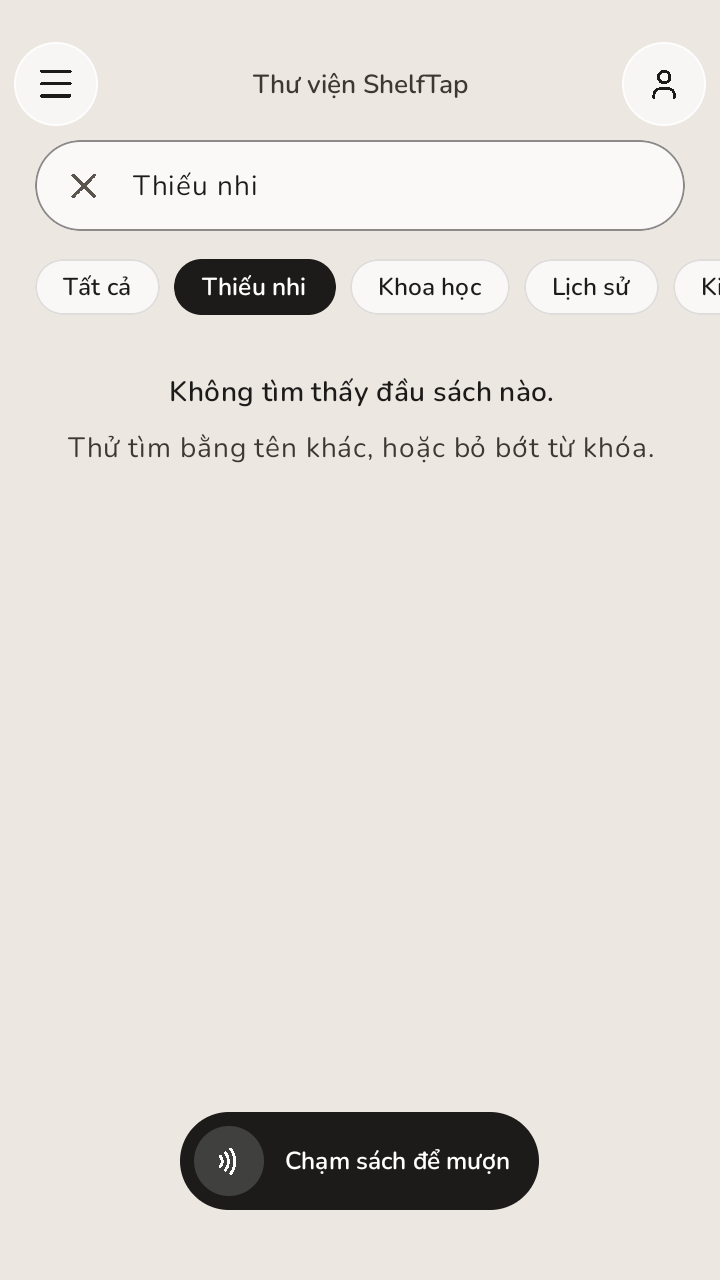 Thư viện ShelfTap
Thiếu nhi
Tất cả
Thiếu nhi
Khoa học
Lịch sử
Không tìm thấy đầu sách nào.
Thử tìm bằng tên khác, hoặc bỏ bớt từ khóa.
Chạm sách để mượn